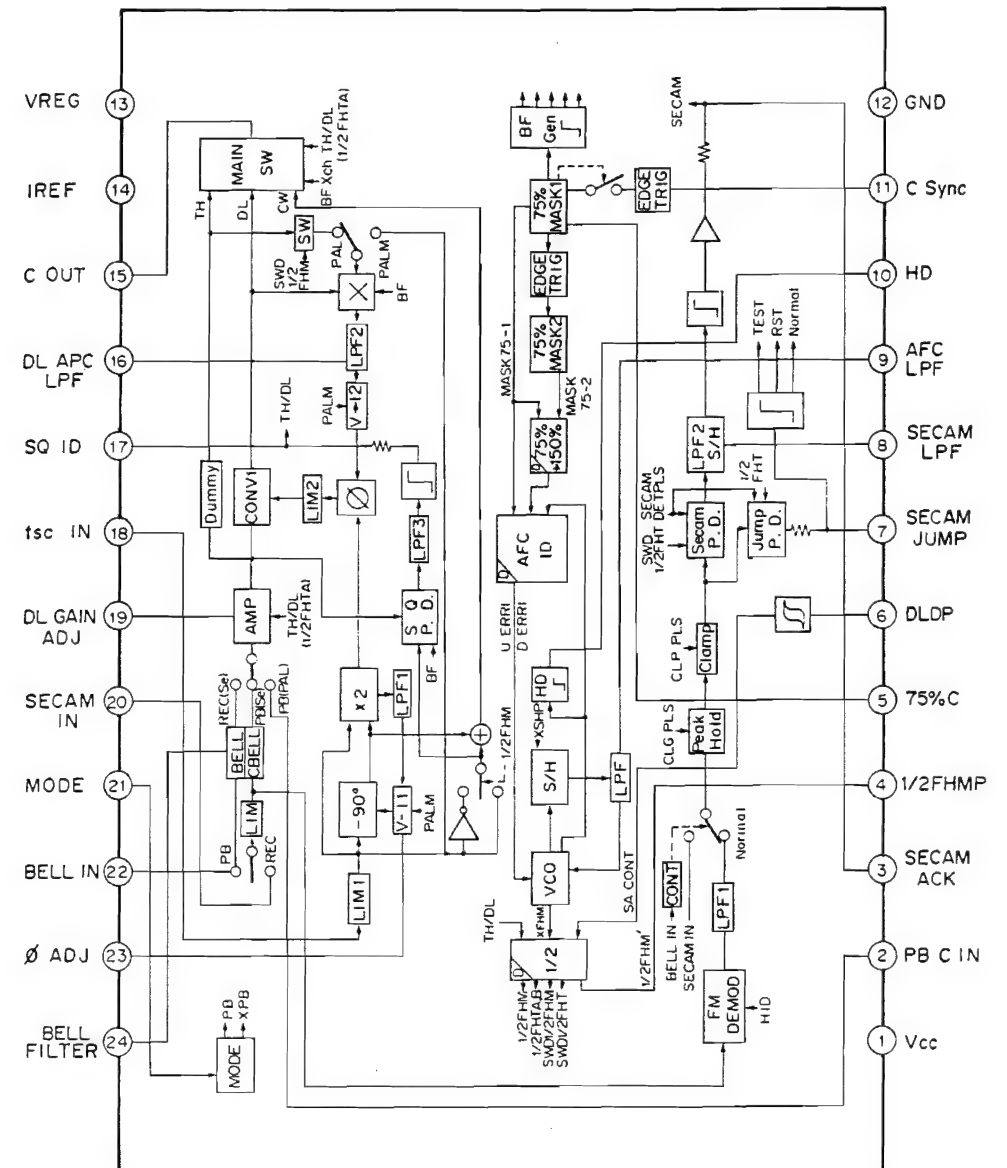 VREG 13
IREF 14
C OUT 15
DL APC
LPF 16
SQ ID 17
fsc IN 18
DL GAIN
ADJ 19
SECAM
IN 20
MODE 21
BELL IN 22
Ø ADJ 23
BELL
FILTER 24
12 GND
11 C Sync
10 HD
9 AFC
LPF
8 SECAM
LPF
7 SECAM
JUMP
6 DLDP
5 75%C
4 1/2FHMP
3 SECAM
ACK
2 PB C IN
1 Vcc
MAIN
SW
TH
DL
CW
BF Xch TH/DL
(1/2FHTA)
SW
SWD
1/2
FHM
PAL
PALM
X
BF
LPF2
PALM
V-I2
TH/DL
Dummy
CONV1
LIM2
Ø
LPF3
AMP
TH/DL
(1/2FHTA)
SQ
P.D.
BF
REC(Se)
PB(Se)
PB(PAL)
BELL
CBELL
LIM
PB
REC
x2
LPF1
-90°
V-I1
PALM
L-1/2FHM
LIM1
MODE
PB
XPB
BF
Gen
75%
MASK1
EDGE
TRIG
EDGE
TRIG
75%
MASK2
MASK75-1
MASK
75-2
D
75%
+150%
AFC
ID
D
U ERRI
D ERRI
HD
XSHP
S/H
LPF
VCO
XFHM
TH/DL
SA CONT
D
1/2
1/2FHM
1/2FHTA,B
SWD1/2FHM
SWD1/2FHT
1/2FHM'
SECAM
TEST
RST
Normal
LPF2
S/H
SWD SECAM
1/2FHT DETPLS
Secam
P.D.
1/2
FHT
Jump
P.D.
CLP PLS
Clamp
CLG PLS
Peak
Hold
Normal
CONT
BELL IN
SECAM IN
LPF1
FM
DEMOD
HID